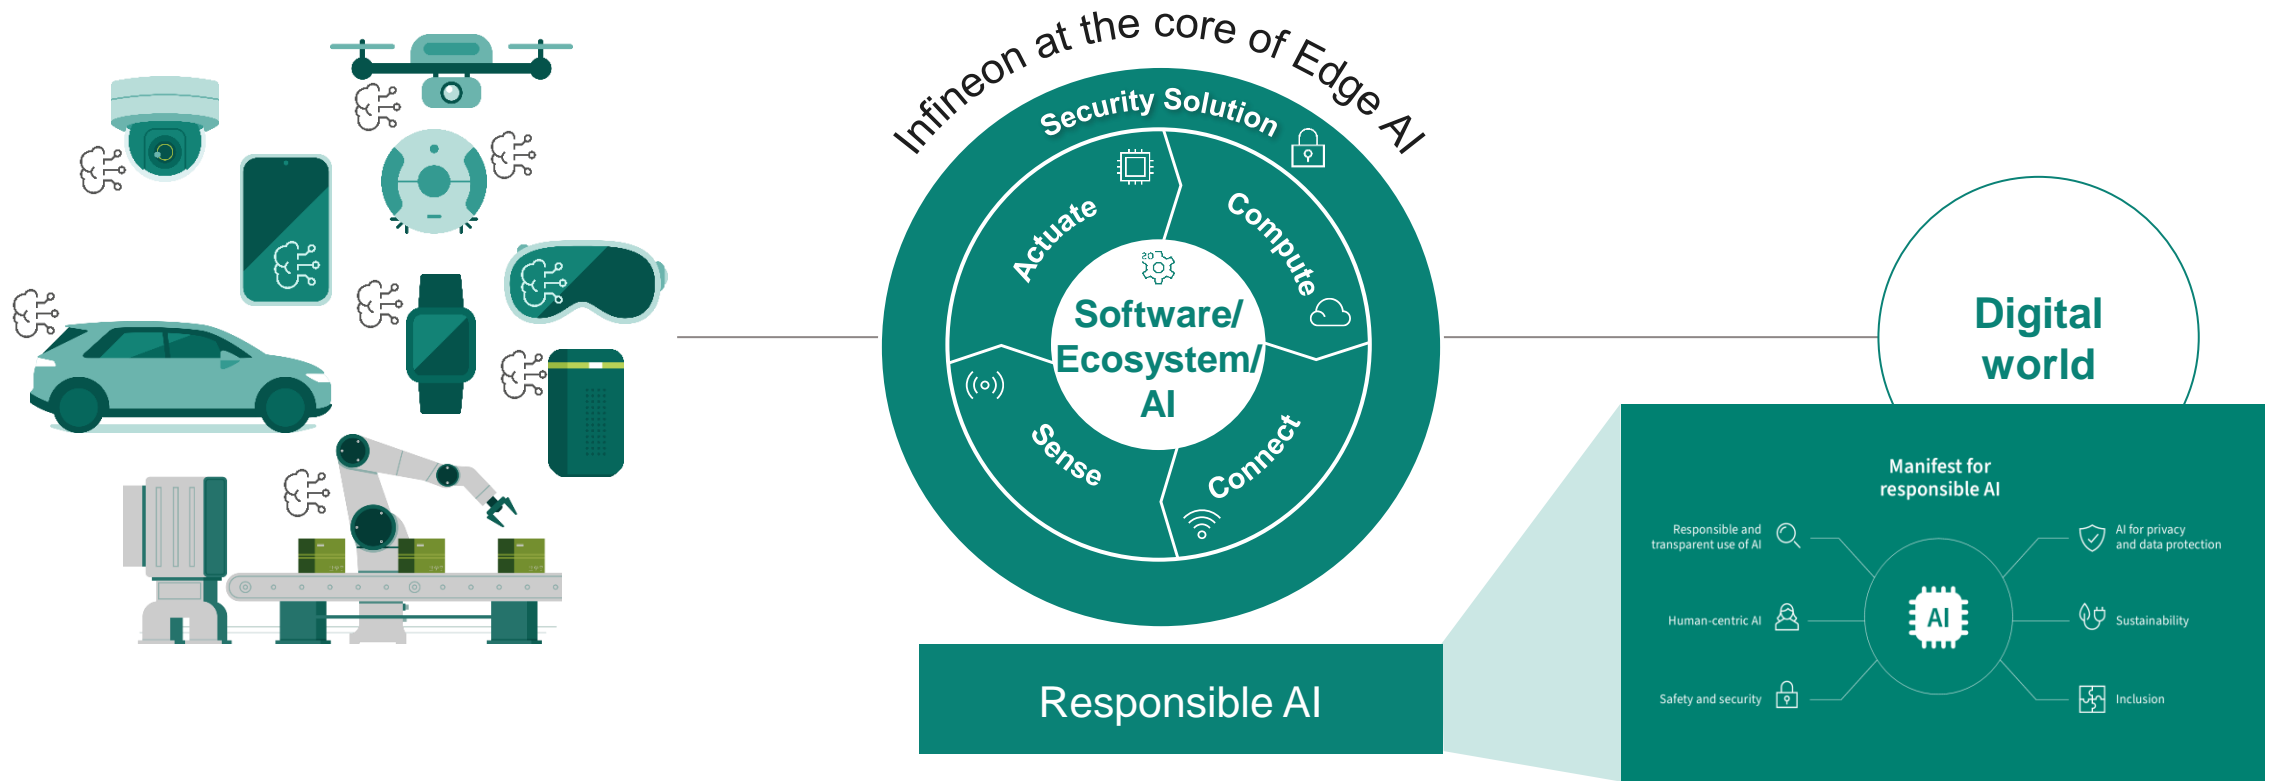 Infineon at the core of Edge AI
Security Solution
Actuate
Compute
Software/
Ecosystem/
AI
Sense
Connect
Responsible AI
Digital
world
Manifest for
responsible AI
Responsible and
transparent use of AI
Human-centric AI
Safety and security
AI
AI for privacy
and data protection
Sustainability
Inclusion